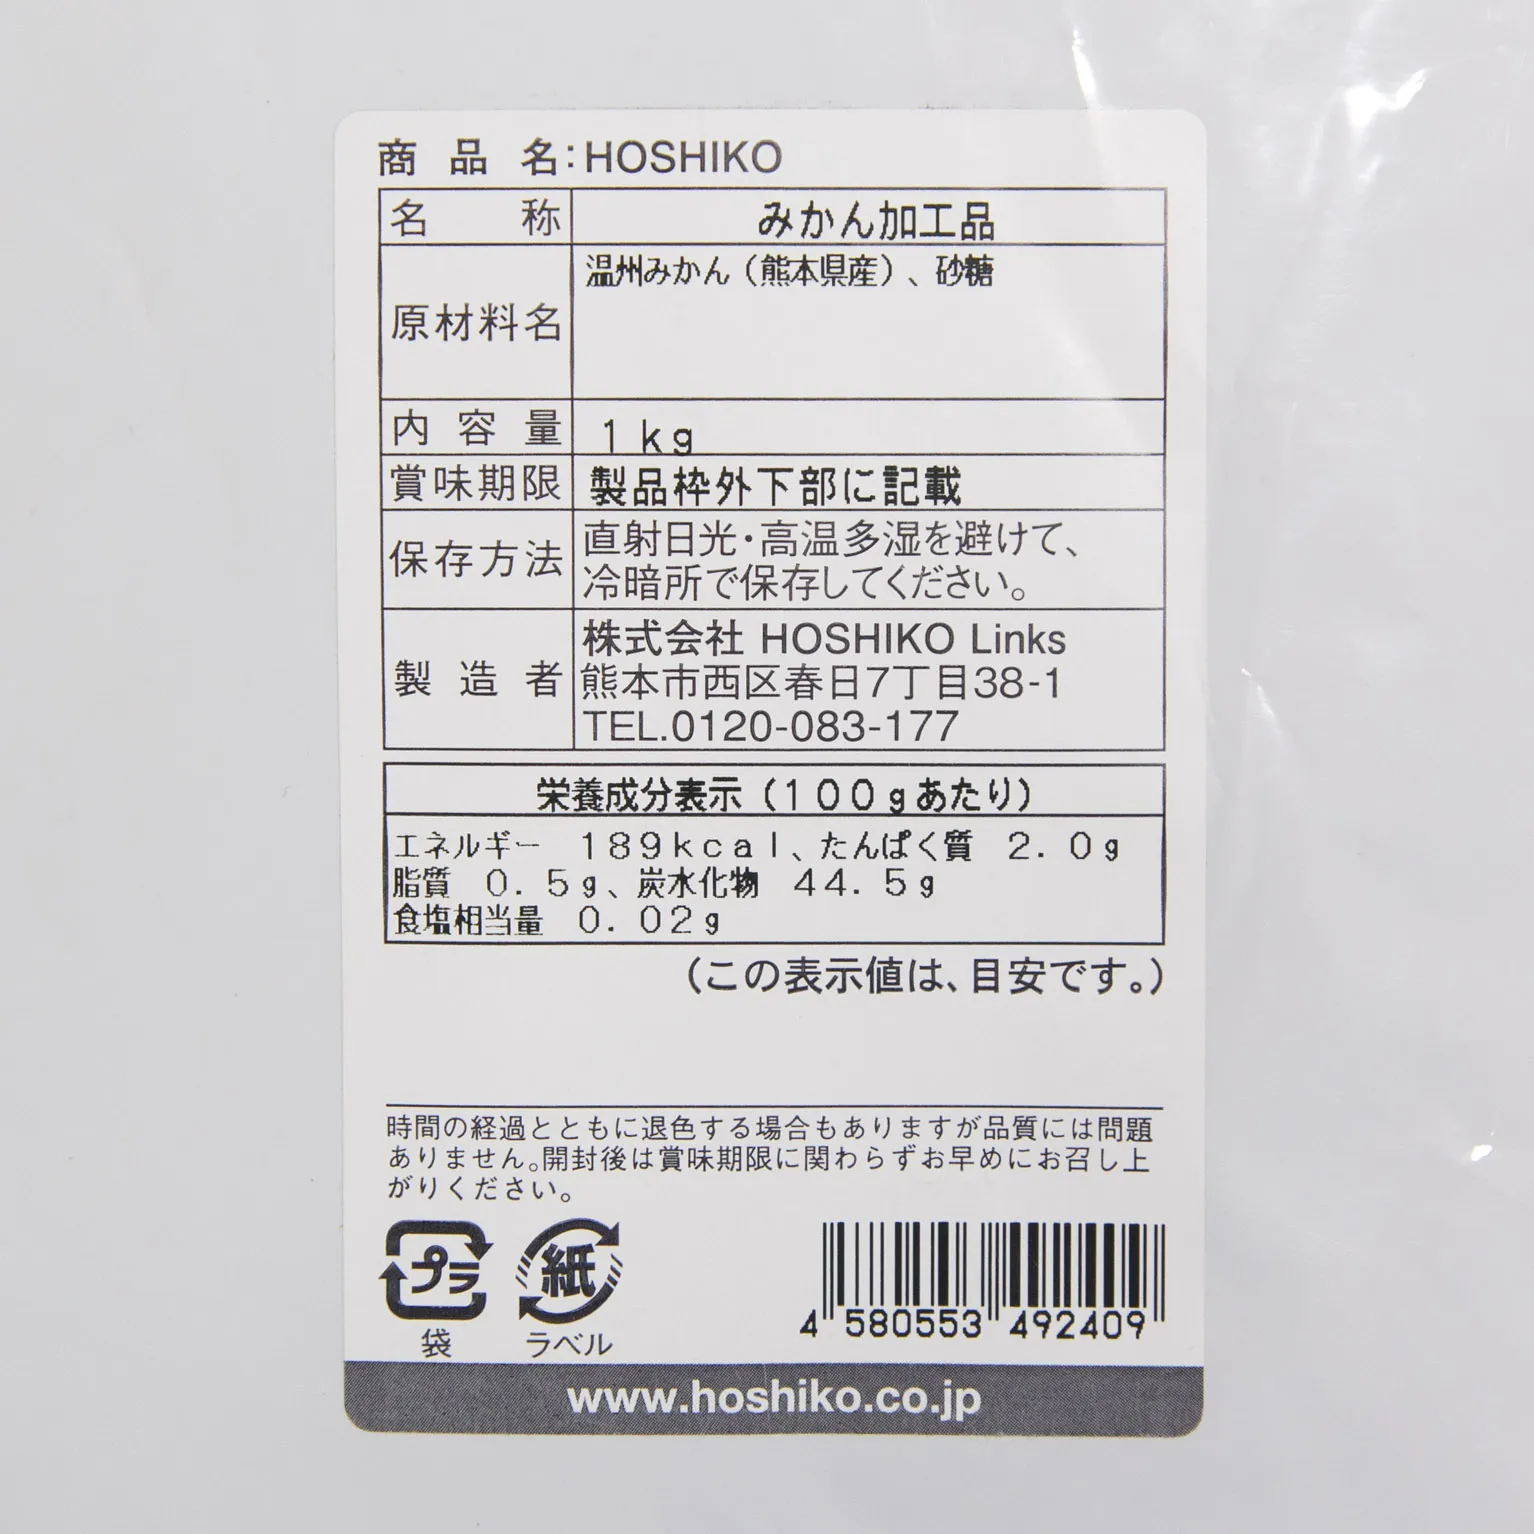 商品名：HOSHIKO
名称 みかん加工品
原材料名 温州みかん（熊本県産）、砂糖
内容量 １ｋｇ
賞味期限 製品枠外下部に記載
保存方法 直射日光・高温多湿を避けて、
冷暗所で保存してください。
製造者 株式会社 HOSHIKO Links
熊本市西区春日7丁目38-1
TEL.0120-083-177
栄養成分表示（１００ｇあたり）
エネルギー　１８９ｋｃａｌ、たんぱく質　２．０ｇ
脂質　０．５ｇ、炭水化物　４４．５ｇ
食塩相当量　０．０２ｇ
（この表示値は、目安です。）
時間の経過とともに退色する場合もありますが品質には問題
ありません。開封後は賞味期限に関わらずお早めにお召し上
がりください。
プラ 紙
袋 ラベル
4 580553 492409
www.hoshiko.co.jp